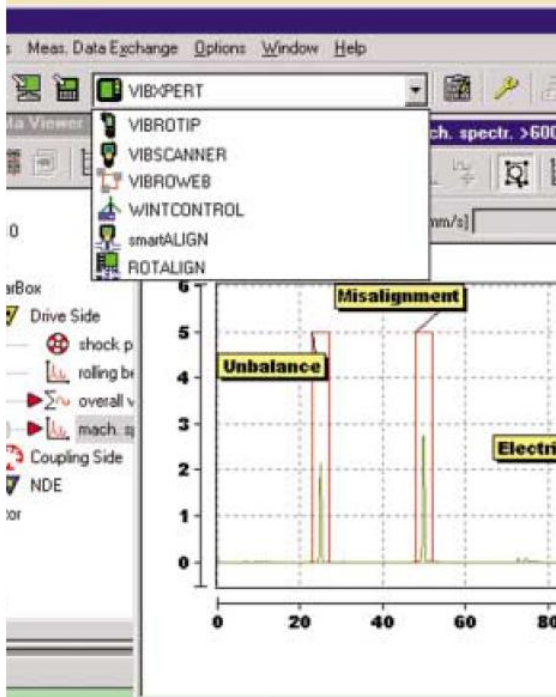 Meas. Data Exchange Options Window Help
VIBXPERT
Viewer
VIBROTIP
VIBSCANNER
VIBROWEB
WINTCONTROL
smartALIGN
ROTALIGN
spectr. >600
mm/s]
0
Drive Side
shock p
rolling be
overall v
mach. s
Coupling Side
NDE
Misalignment
Unbalance
Electri
6
5
4
3
2
1
0
0 20 40 60 80